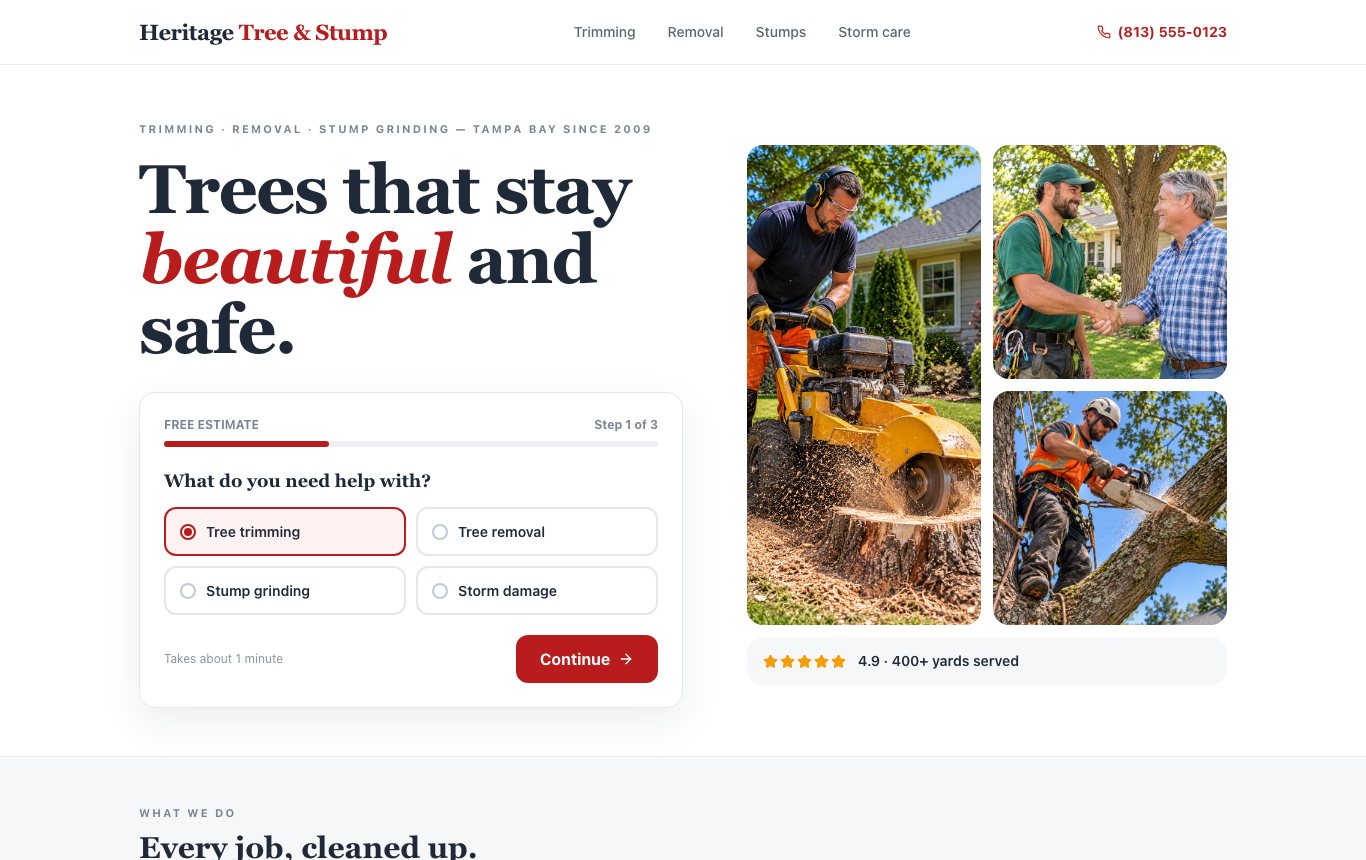 Heritage Tree & Stump
Trimming
Removal
Stumps
Storm care
(813) 555-0123
TRIMMING · REMOVAL · STUMP GRINDING — TAMPA BAY SINCE 2009
Trees that stay
beautiful and
safe.
FREE ESTIMATE
Step 1 of 3
What do you need help with?
Tree trimming
Tree removal
Stump grinding
Storm damage
Takes about 1 minute
Continue →
4.9 · 400+ yards served
WHAT WE DO
Every job, cleaned up.